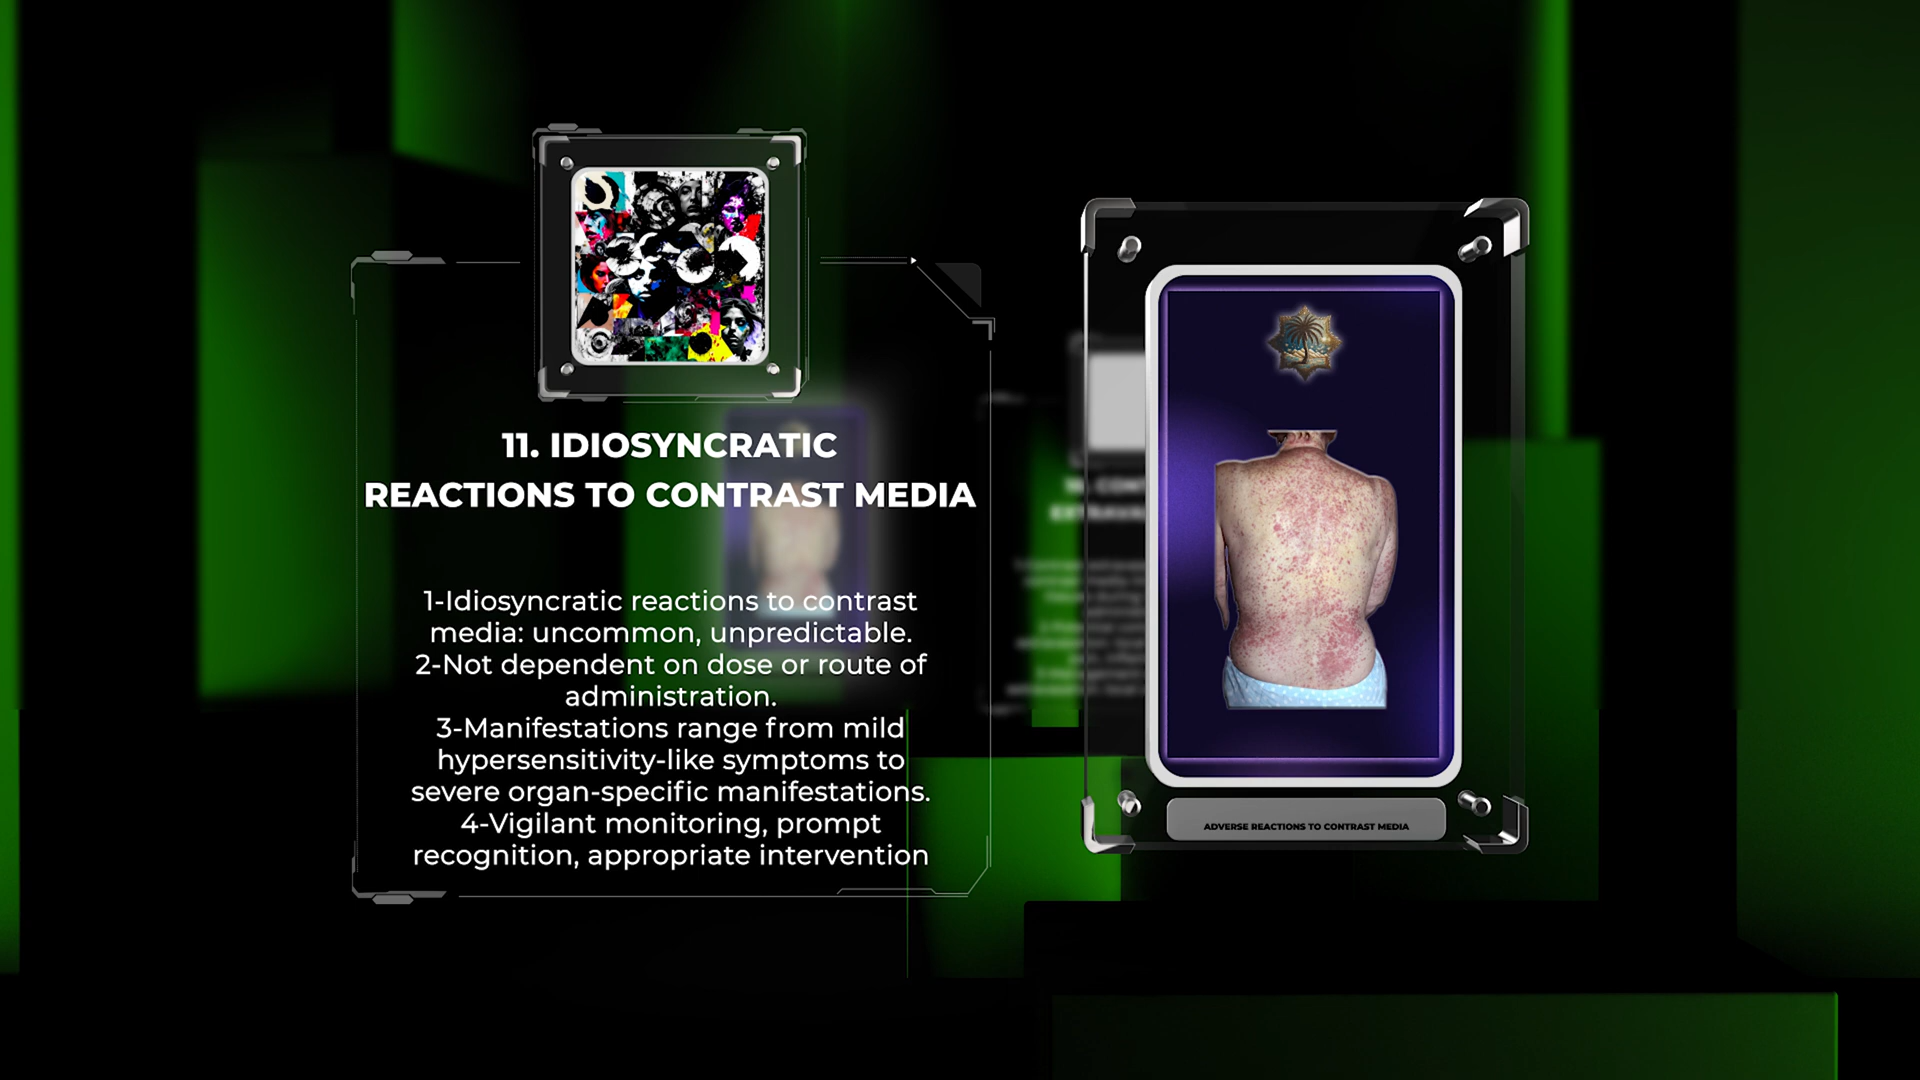 11. IDIOSYNCRATIC
REACTIONS TO CONTRAST MEDIA
1-Idiosyncratic reactions to contrast
media: uncommon, unpredictable.
2-Not dependent on dose or route of
administration.
3-Manifestations range from mild
hypersensitivity-like symptoms to
severe organ-specific manifestations.
4-Vigilant monitoring, prompt
recognition, appropriate intervention
ADVERSE REACTIONS TO CONTRAST MEDIA